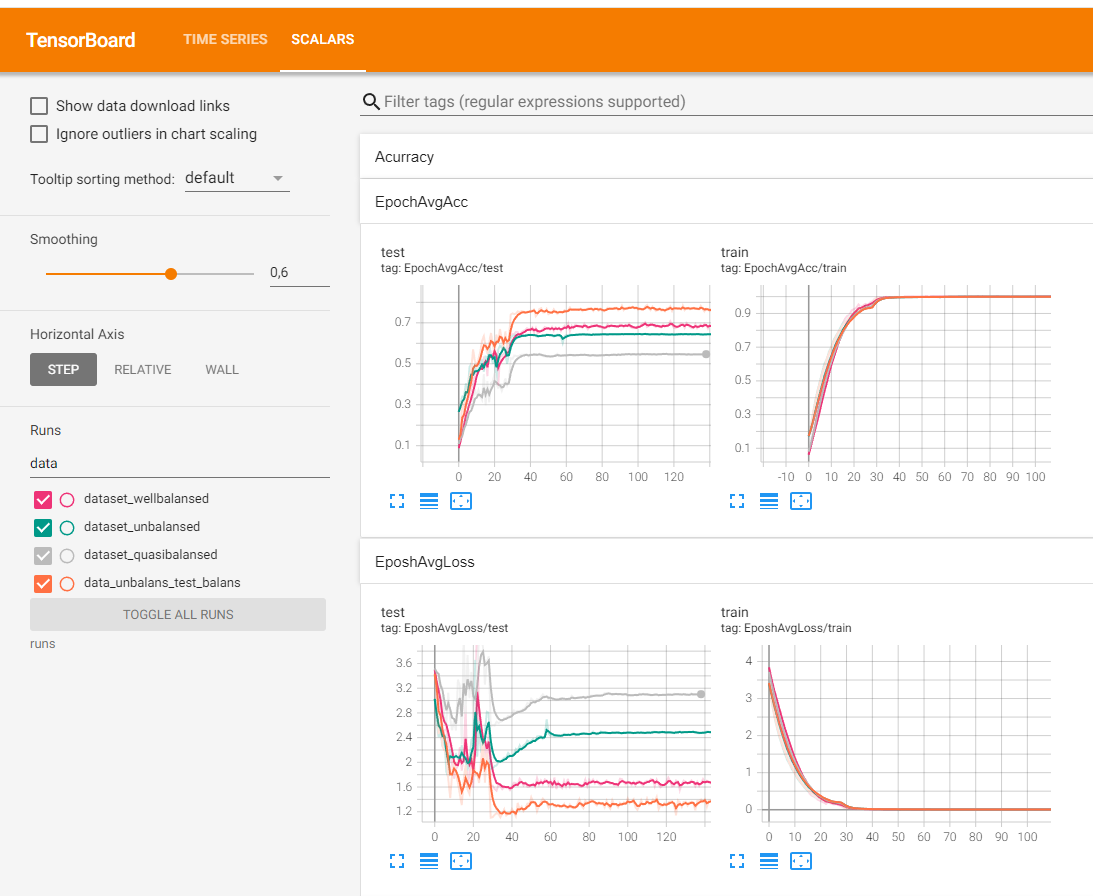 TensorBoard TIME SERIES SCALARS
Show data download links
Ignore outliers in chart scaling
Tooltip sorting method: default
Smoothing
0,6
Horizontal Axis
STEP RELATIVE WALL
Runs
data
dataset_wellbalansed
dataset_unbalansed
dataset_quasibalansed
data_unbalans_test_balans
TOGGLE ALL RUNS
runs
Filter tags (regular expressions supported)
Acurracy
EpochAvgAcc
test
tag: EpochAvgAcc/test
0.7
0.5
0.3
0.1
0 20 40 60 80 100 120
train
tag: EpochAvgAcc/train
0.9
0.7
0.5
0.3
0.1
-10 0 10 20 30 40 50 60 70 80 90 100
EposhAvgLoss
test
tag: EposhAvgLoss/test
3.6
3.2
2.8
2.4
2
1.6
1.2
0 20 40 60 80 100 120
train
tag: EposhAvgLoss/train
4
3
2
1
0
0 10 20 30 40 50 60 70 80 90 100